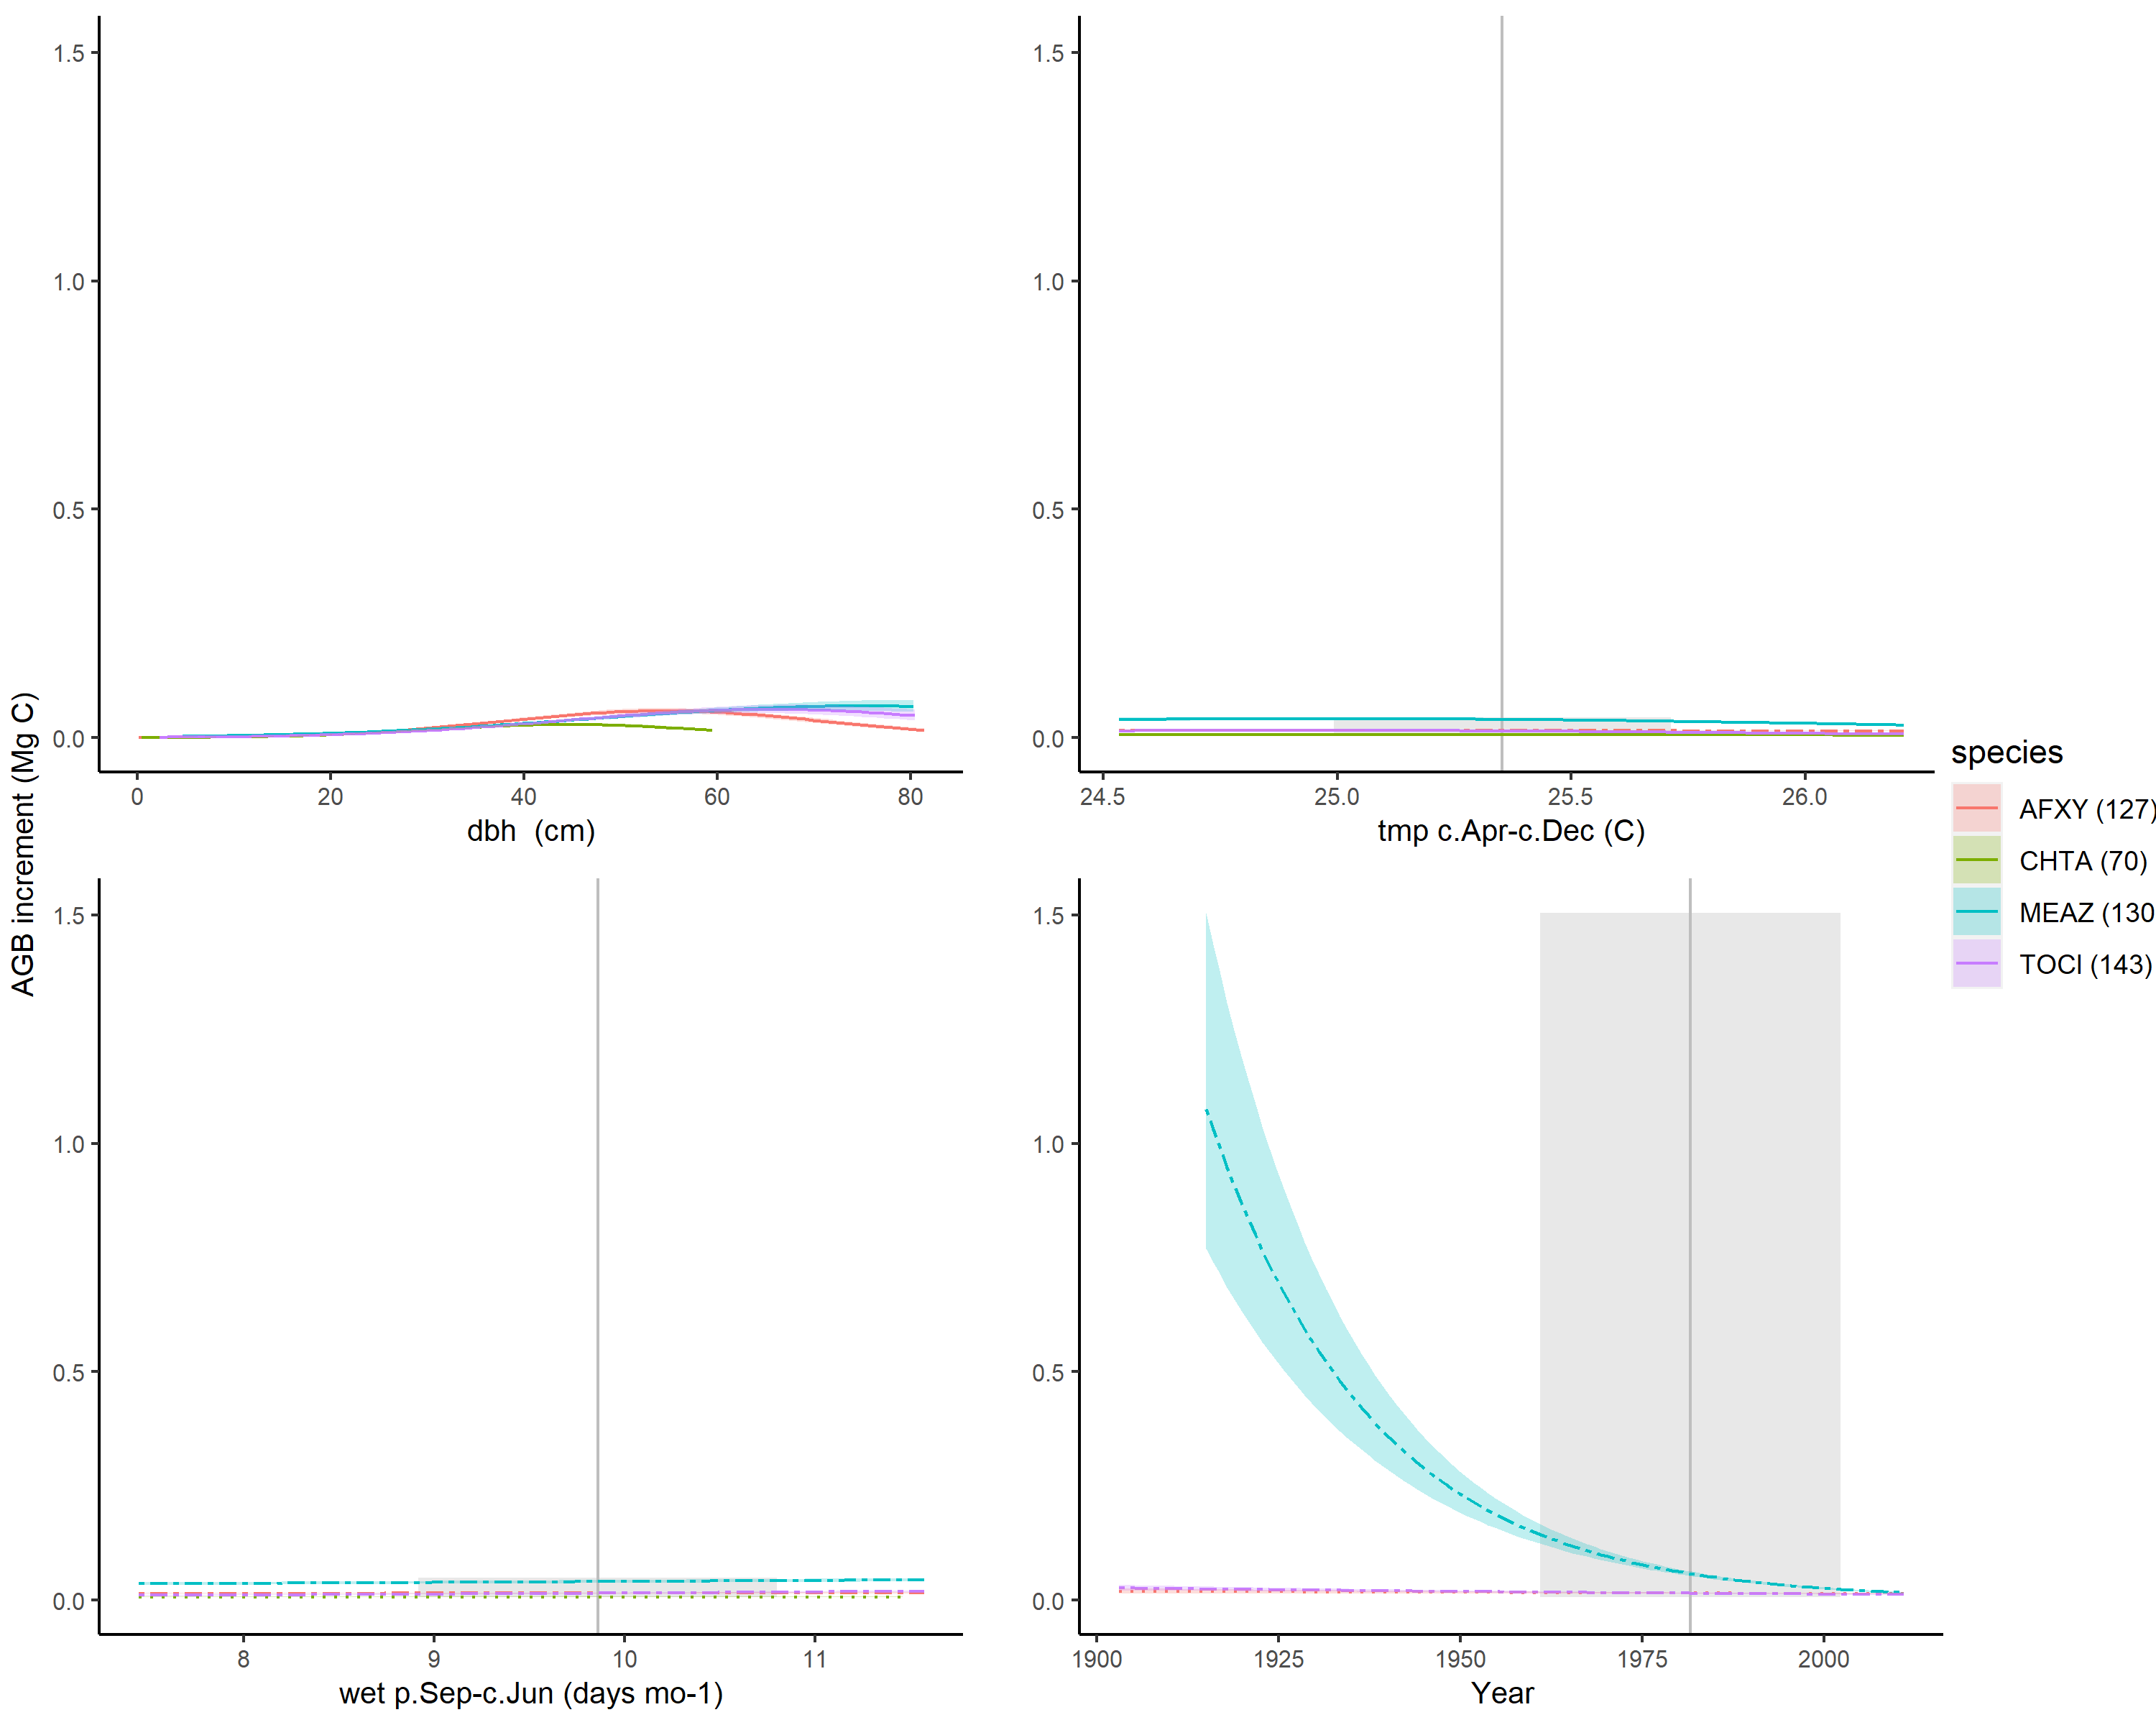 AGB increment (Mg C)
1.5
1.0
0.5
0.0
0 20 40 60 80
dbh (cm)
1.5
1.0
0.5
0.0
24.5 25.0 25.5 26.0
tmp c.Apr-c.Dec (C)
1.5
1.0
0.5
0.0
8 9 10 11
wet p.Sep-c.Jun (days mo-1)
1.5
1.0
0.5
0.0
1900 1925 1950 1975 2000
Year
species
AFXY (127)
CHTA (70)
MEAZ (130
TOCI (143)